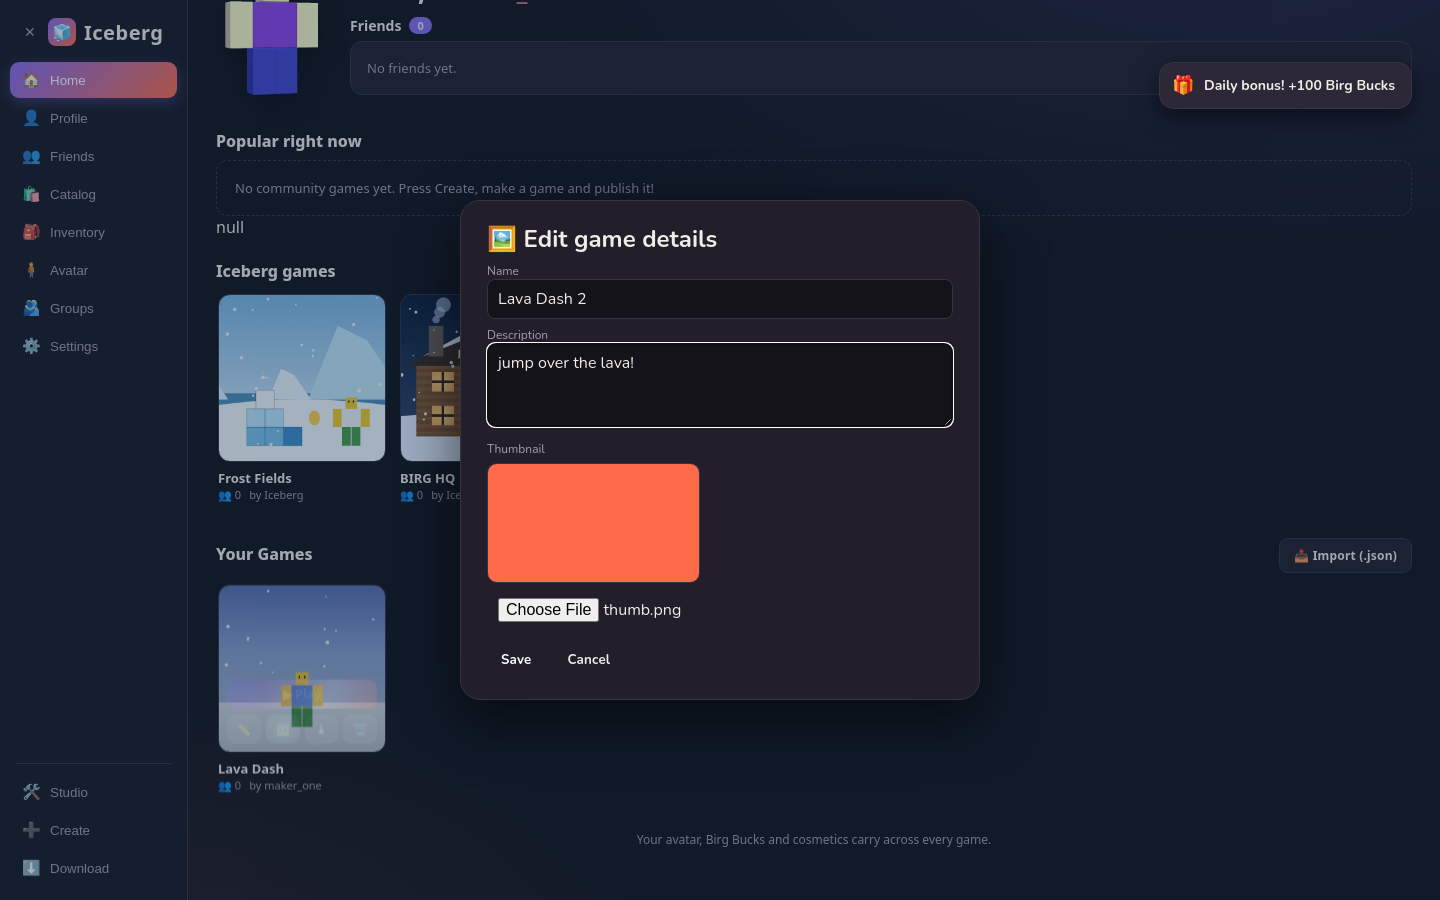 ✕ Iceberg
Home
Profile
Friends
Catalog
Inventory
Avatar
Groups
Settings
Studio
Create
Download
Friends 0
No friends yet.
Daily bonus! +100 Birg Bucks
Popular right now
No community games yet. Press Create, make a game and publish it!
null
Iceberg games
Frost Fields
0 by Iceberg
BIRG HQ
0 by Ice
Your Games
Import (.json)
Lava Dash
0 by maker_one
Edit game details
Name
Lava Dash 2
Description
jump over the lava!
Thumbnail
Choose File thumb.png
Save Cancel
Your avatar, Birg Bucks and cosmetics carry across every game.